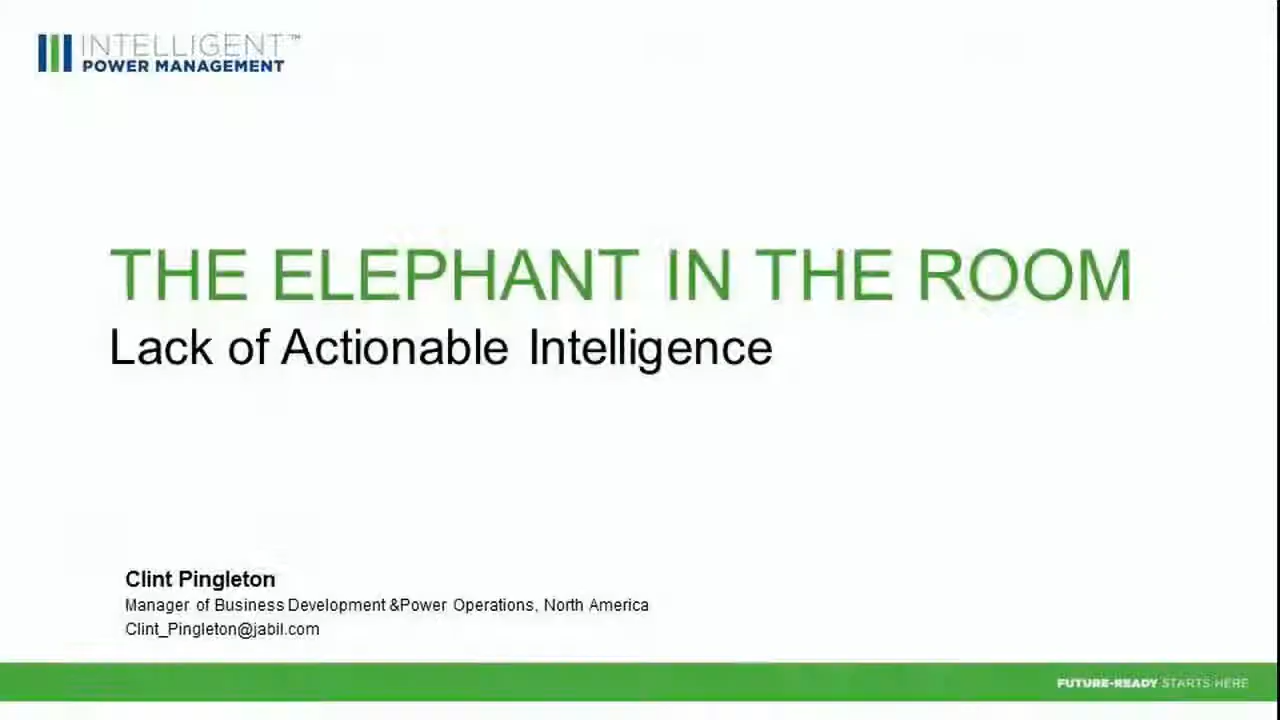 INTELLIGENT™
POWER MANAGEMENT
THE ELEPHANT IN THE ROOM
Lack of Actionable Intelligence
Clint Pingleton
Manager of Business Development &Power Operations, North America
Clint_Pingleton@jabil.com
FUTURE-READY STARTS HERE